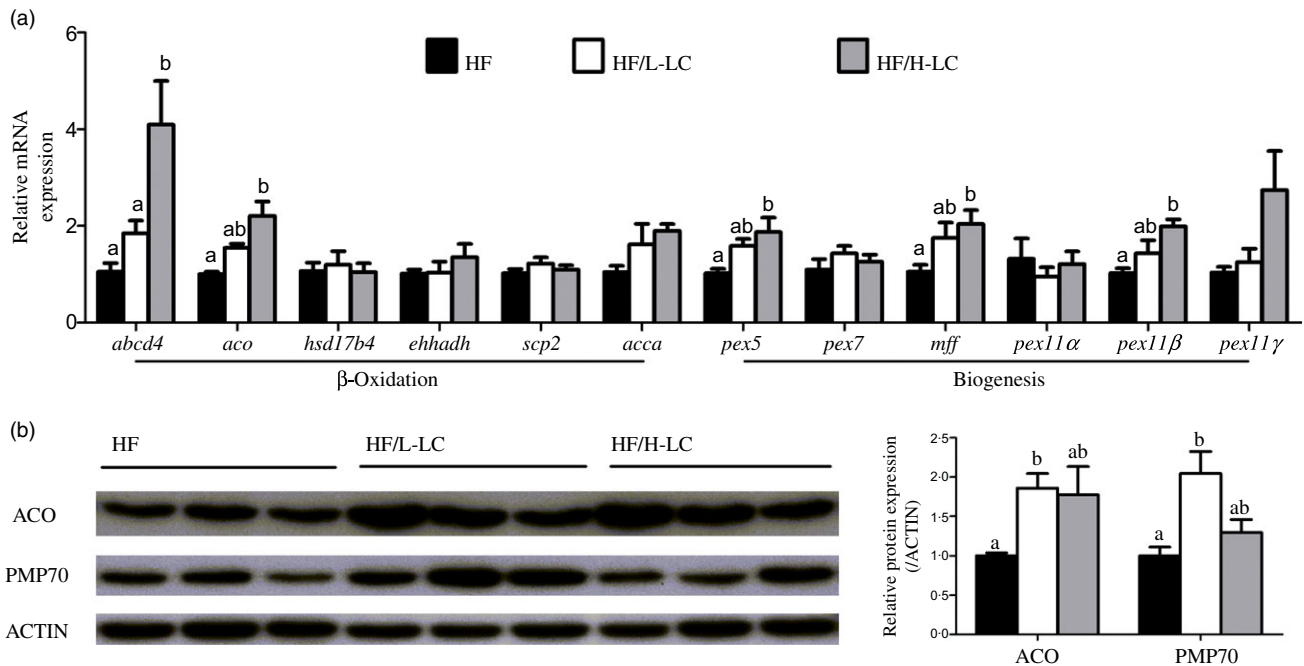 (a)
6
4
2
0
Relative mRNA
expression
HF
HF/L-LC
HF/H-LC
a a b
a ab b
a ab b
a ab b
a ab b
abcd4 aco hsd17b4 ehhadh scp2 acca pex5 pex7 mff pex11α pex11β pex11γ
β-Oxidation
Biogenesis
(b)
HF
HF/L-LC
HF/H-LC
ACO
PMP70
ACTIN
2·5
2·0
1·5
1·0
0·5
0·0
Relative protein expression
(/ACTIN)
a b ab
a b ab
ACO PMP70